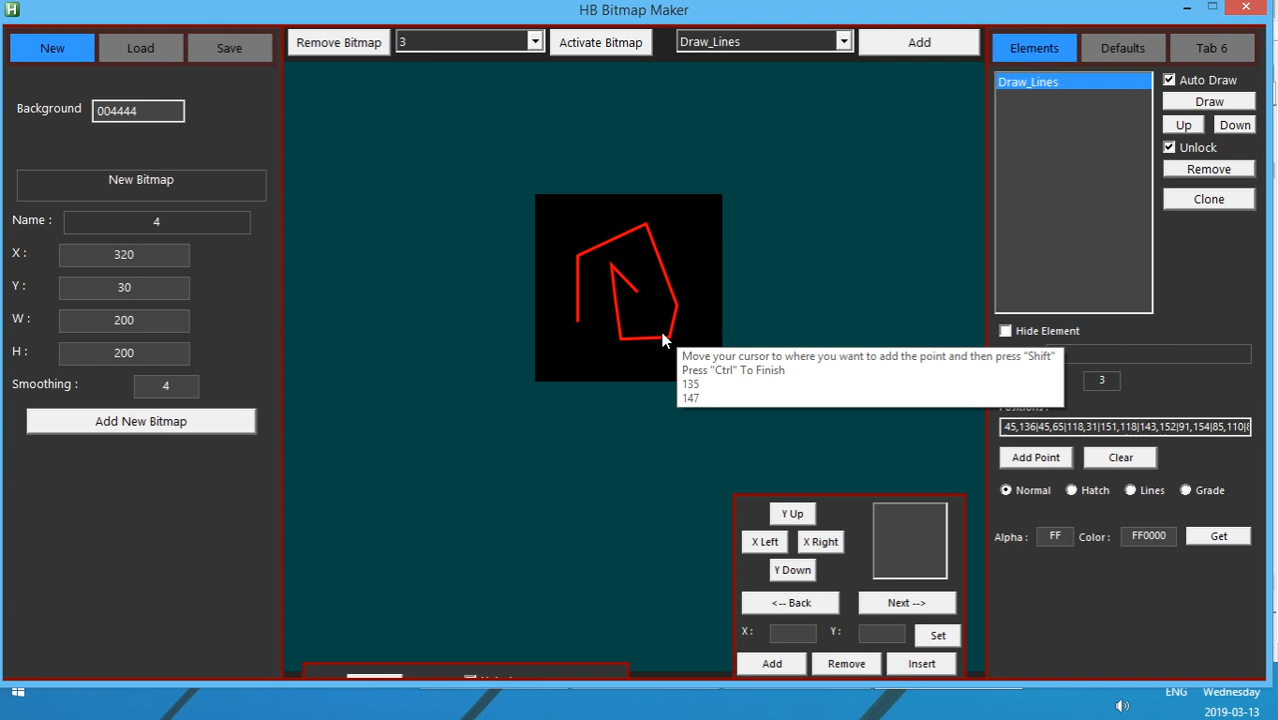 HB Bitmap Maker
New Load Save
Remove Bitmap 3 Activate Bitmap Draw_Lines Add
Elements Defaults Tab 6
Background 004444
New Bitmap
Name : 4
X : 320
Y : 30
W : 200
H : 200
Smoothing : 4
Add New Bitmap
Draw_Lines
Auto Draw
Draw
Up Down
Unlock
Remove
Clone
Hide Element
Move your cursor to where you want to add the point and then press "Shift"
Press "Ctrl" To Finish
135
147
3
Positions :
45,136|45,65|118,31|151,118|143,152|91,154|85,110|
Add Point Clear
Normal Hatch Lines Grade
Alpha : FF Color : FF0000 Get
Y Up
X Left X Right
Y Down
<-- Back Next -->
X : Y : Set
Add Remove Insert
ENG Wednesday
2019-03-13